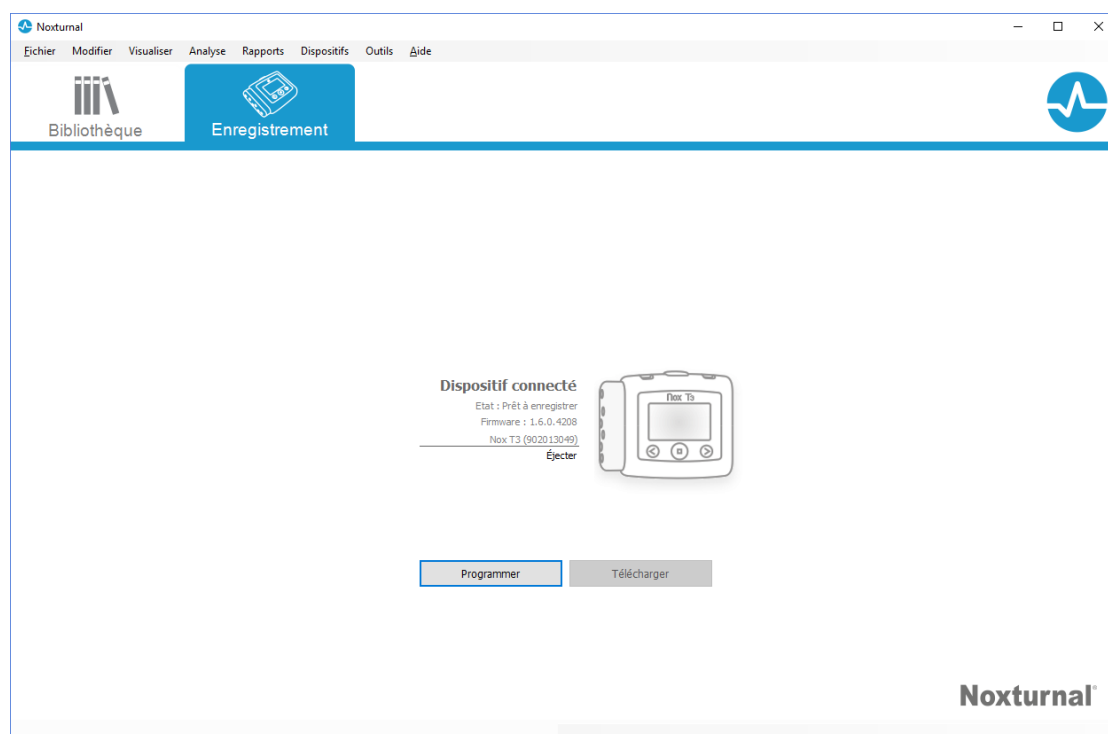 Noxturnal
Fichier Modifier Visualiser Analyse Rapports Dispositifs Outils Aide
Bibliothèque
Enregistrement
Dispositif connecté
Etat : Prêt à enregistrer
Firmware : 1.6.0.4208
Nox T3 (902013049)
Éjecter
Nox T3
Programmer
Télécharger
Noxturnal®